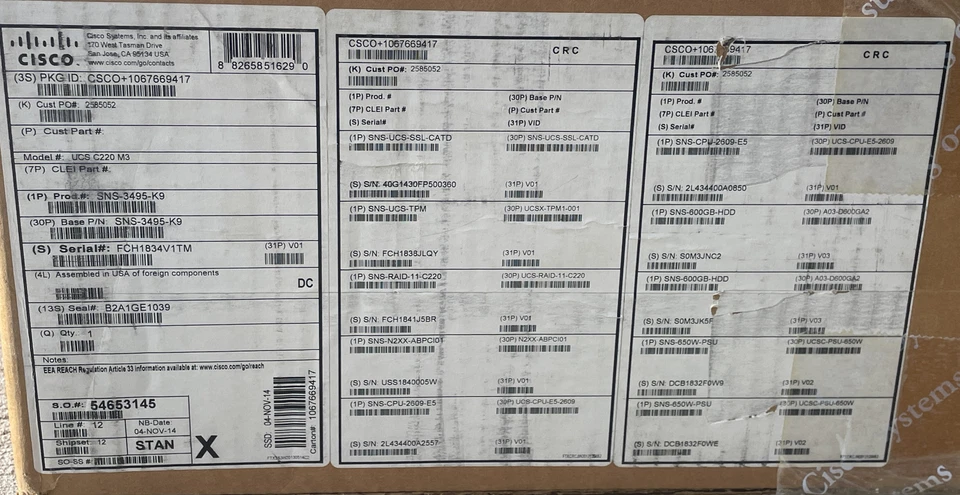 CISCO
Cisco Systems, Inc. and its affiliates
170 West Tasman Drive
San Jose, CA 95134 USA
www.cisco.com/go/contacts
8 8265851629 0
(3S) PKG ID: CSCO+1067669417
(K) Cust PO#: 2585052
(P) Cust Part #:
Model #: UCS C220 M3
(7P) CLEI Part #:
(1P) Prod.#: SNS-3495-K9
(30P) Base P/N: SNS-3495-K9
(S) Serial#: FCH1834V1TM (31P) V01
(4L) Assembled in USA of foreign components
DC
(13S) Seal#: B2A1GE1039
(Q) Qty. 1
Notes:
EEA REACH Regulation Article 33 information available at: www.cisco.com/go/reach
S.O.#: 54653145
Line #: 12 NB-Date: 04-NOV-14
Shipset: 12 STAN X
SO-SS #:
SSD: 04-NOV-14
Carton#: 1067669417
CSCO+1067669417 CRC
(K) Cust PO#: 2585052
(1P) Prod. # (30P) Base P/N
(7P) CLEI Part # (P) Cust Part #
(S) Serial# (31P) VID
(1P) SNS-UCS-SSL-CATD (30P) SNS-UCS-SSL-CATD
(S) S/N: 40G1430FP500360 (31P) V01
(1P) SNS-UCS-TPM (30P) UCSX-TPM1-001
(S) S/N: FCH1838JLQY (31P) V01
(1P) SNS-RAID-11-C220 (30P) UCS-RAID-11-C220
(S) S/N: FCH1841J5BR (31P) V01
(1P) SNS-N2XX-ABPCI01 (30P) N2XX-ABPCI01
(S) S/N: USS1840005W (31P) V01
(1P) SNS-CPU-2609-E5 (30P) UCS-CPU-E5-2609
(S) S/N: 2L434400A2557 (31P) V01
CSCO+1067669417 CRC
(K) Cust PO#: 2585052
(1P) Prod. # (30P) Base P/N
(7P) CLEI Part # (P) Cust Part #
(S) Serial# (31P) VID
(1P) SNS-CPU-2609-E5 (30P) UCS-CPU-E5-2609
(S) S/N: 2L434400A0850 (31P) V01
(1P) SNS-600GB-HDD (30P) A03-D600GA2
(S) S/N: S0M3JNC2 (31P) V03
(1P) SNS-600GB-HDD (30P) A03-D600GA2
(S) S/N: (31P) V03
(1P) SNS-650W-PSU (30P) UCSC-PSU-650W
(S) S/N: DCB1832F0W9 (31P) V02
(1P) SNS-650W-PSU (30P) UCSC-PSU-650W
(S) S/N: DCB1832F0WE (31P) V02